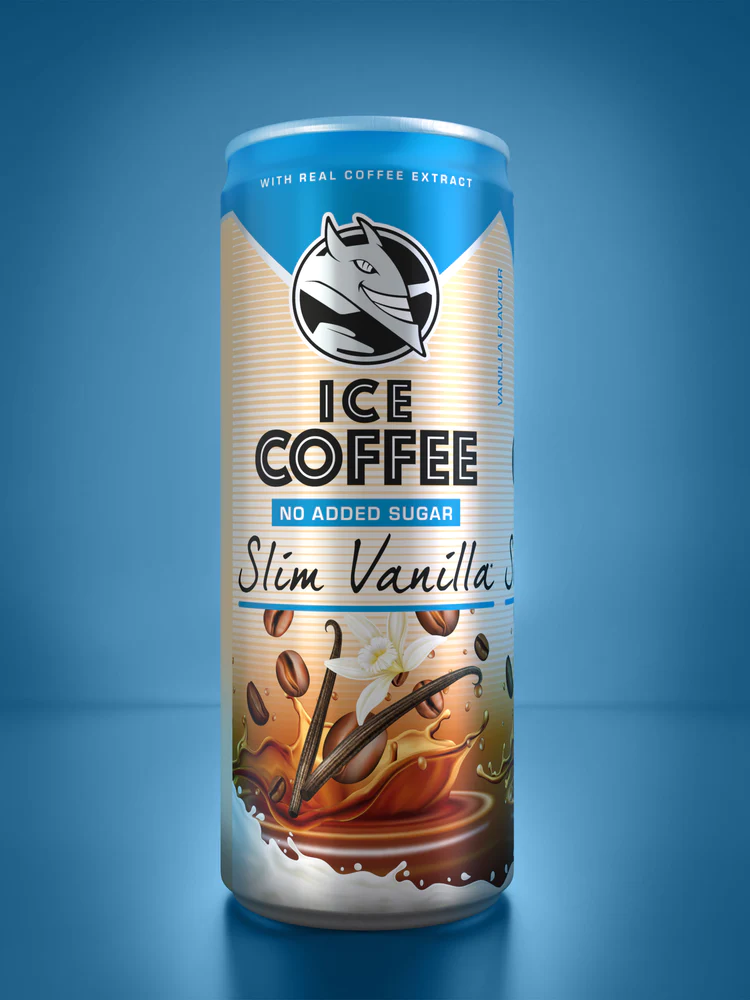 WITH REAL COFFEE EXTRACT
VANILLA FLAVOUR
ICE
COFFEE
NO ADDED SUGAR
Slim Vanilla